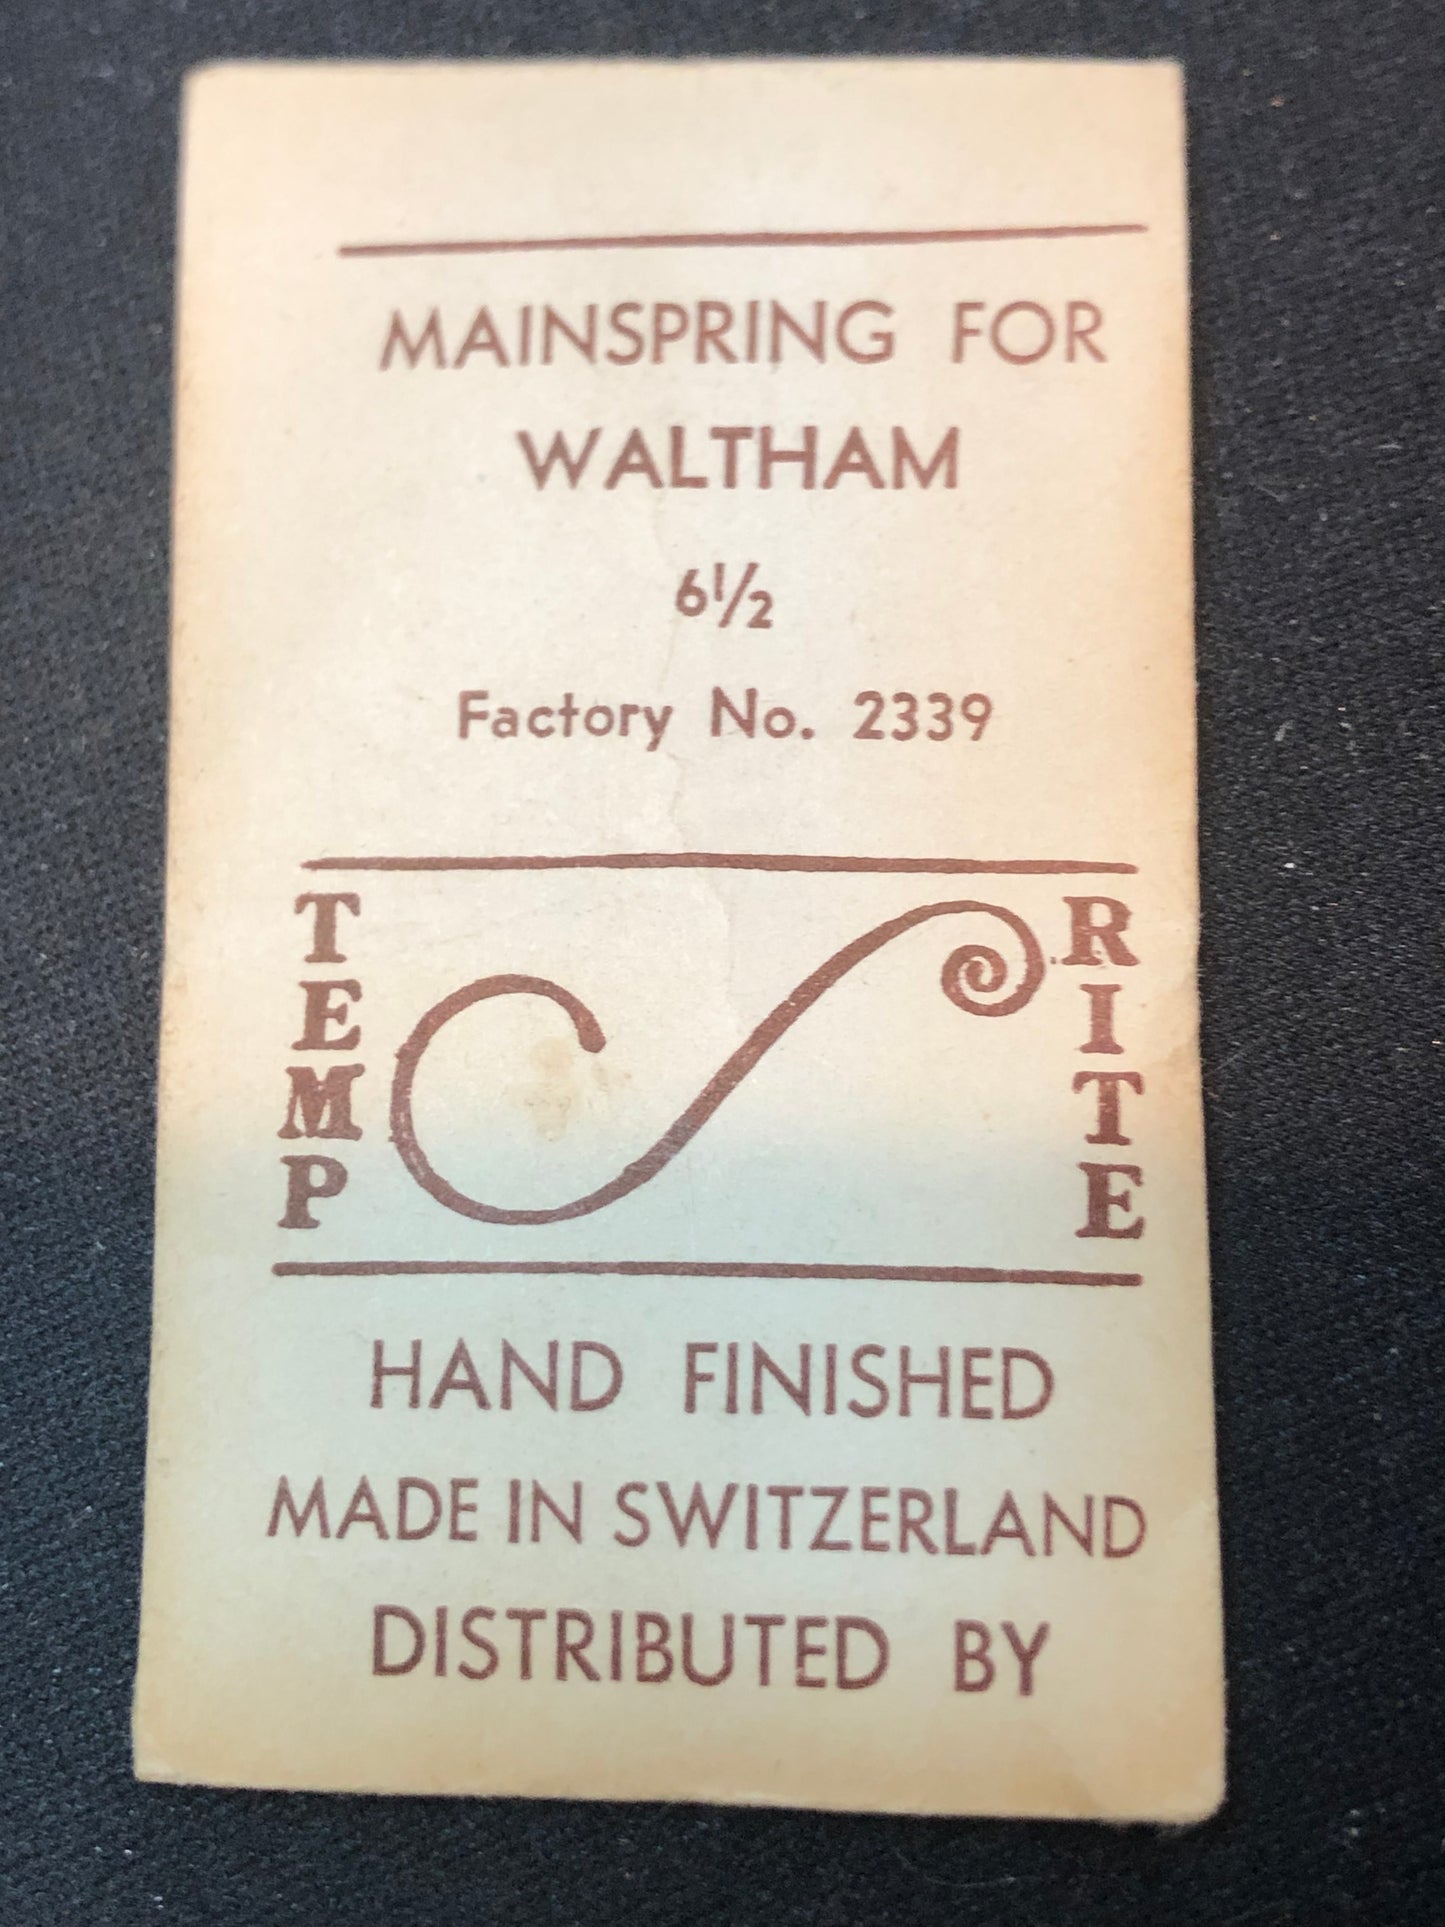 MAINSPRING FOR
WALTHAM
6½
Factory No. 2339
TEMP
RITE
HAND FINISHED
MADE IN SWITZERLAND
DISTRIBUTED BY